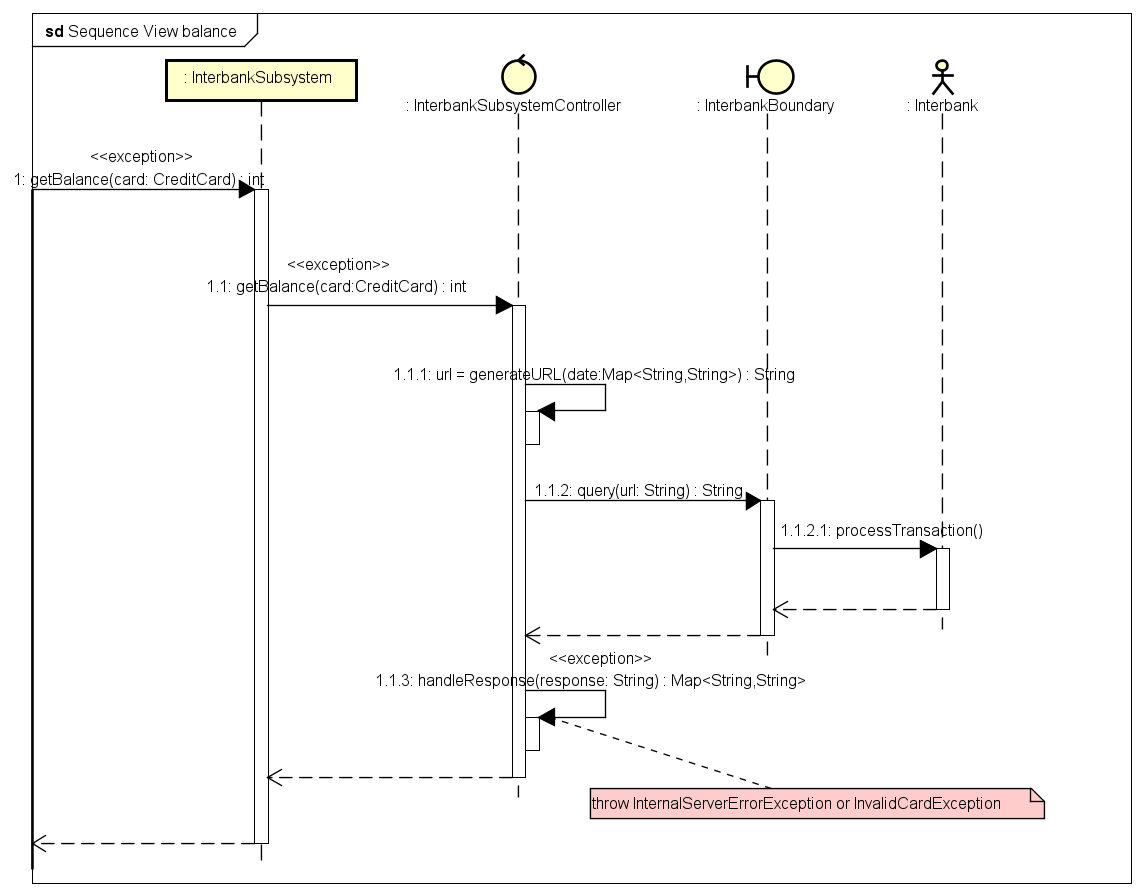 sd Sequence View balance
: InterbankSubsystem
: InterbankSubsystemController
: InterbankBoundary
: Interbank
<<exception>>
1: getBalance(card: CreditCard) : int
<<exception>>
1.1: getBalance(card:CreditCard) : int
1.1.1: url = generateURL(date:Map<String,String>) : String
1.1.2: query(url: String) : String
1.1.2.1: processTransaction()
<<exception>>
1.1.3: handleResponse(response: String) : Map<String,String>
throw InternalServerErrorException or InvalidCardException